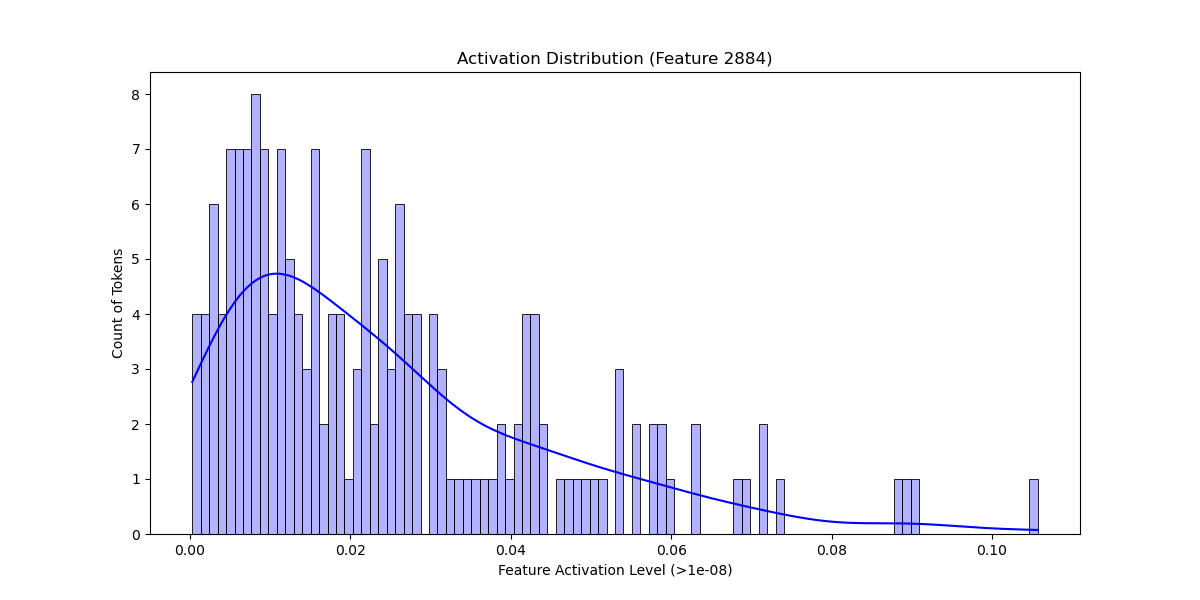 Activation Distribution (Feature 2884)
8
7
6
5
4
3
2
1
0
Count of Tokens
0.00 0.02 0.04 0.06 0.08 0.10
Feature Activation Level (>1e-08)